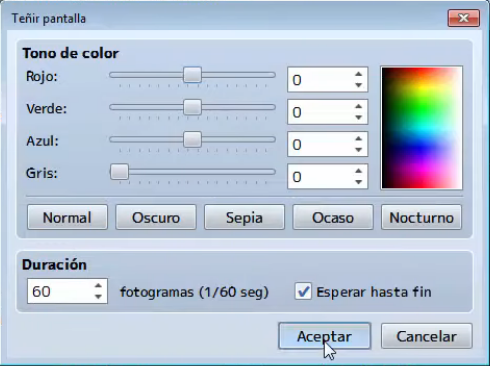 Teñir pantalla
Tono de color
Rojo: 0
Verde: 0
Azul: 0
Gris: 0
Normal Oscuro Sepia Ocaso Nocturno
Duración
60 fotogramas (1/60 seg) Esperar hasta fin
Aceptar Cancelar